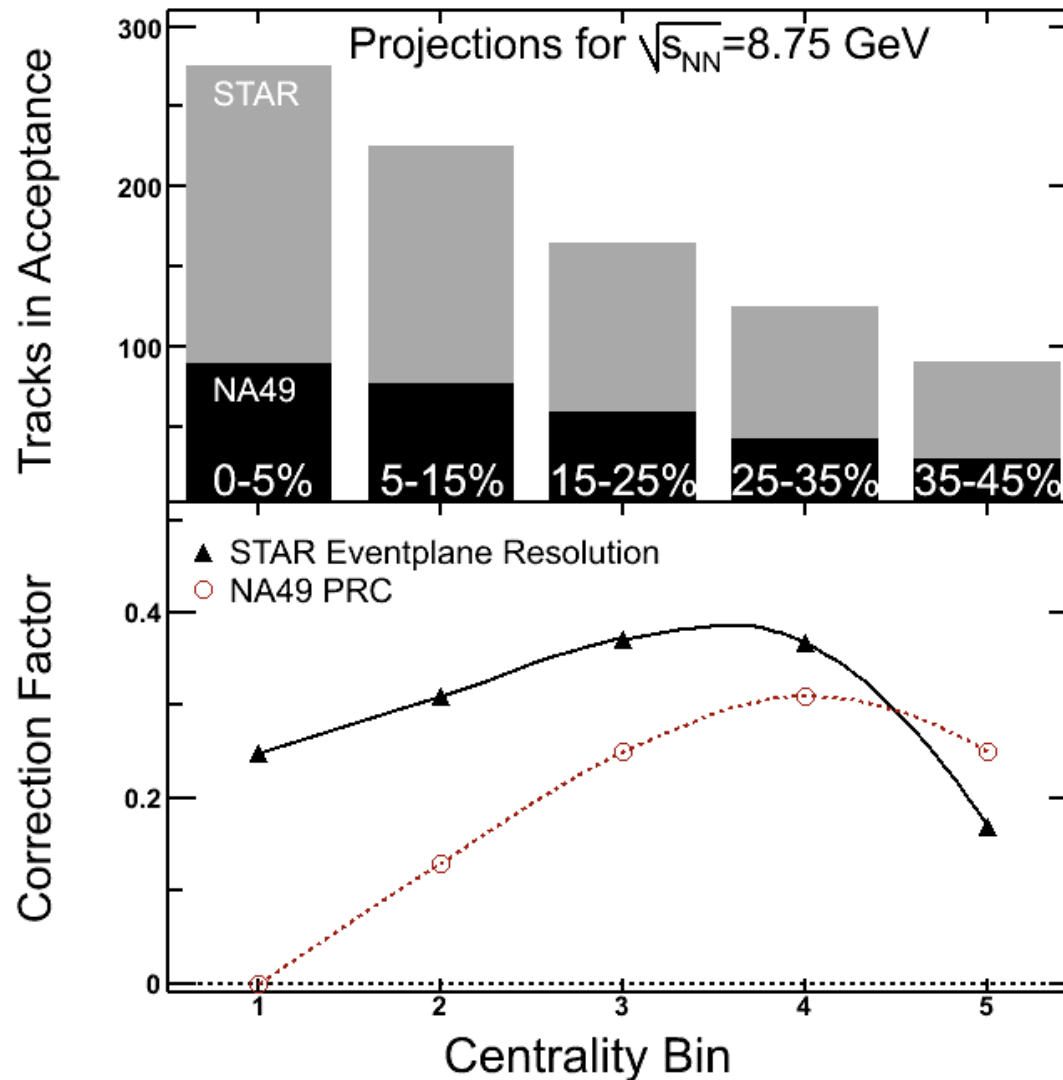 Projections for √sNN=8.75 GeV
Tracks in Acceptance
300
200
100
STAR
NA49
0-5%
5-15%
15-25%
25-35%
35-45%
STAR Eventplane Resolution
NA49 PRC
Correction Factor
0.4
0.2
0
1
2
3
4
5
Centrality Bin